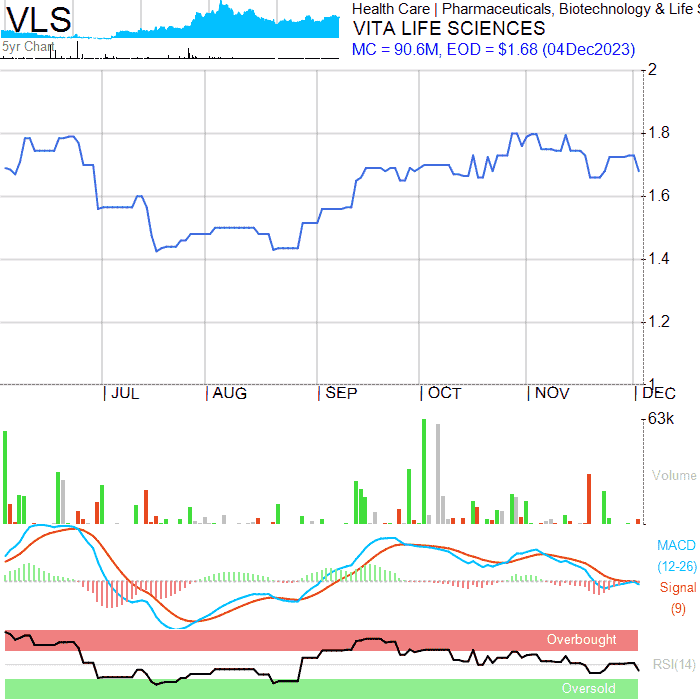 VLS
5yr Chart
Health Care | Pharmaceuticals, Biotechnology & Life S
VITA LIFE SCIENCES
MC = 90.6M, EOD = $1.68 (04Dec2023)
2
1.8
1.6
1.4
1.2
1
JUL AUG SEP OCT NOV DEC
63k
Volume
MACD
(12-26)
Signal
(9)
Overbought
RSI(14)
Oversold